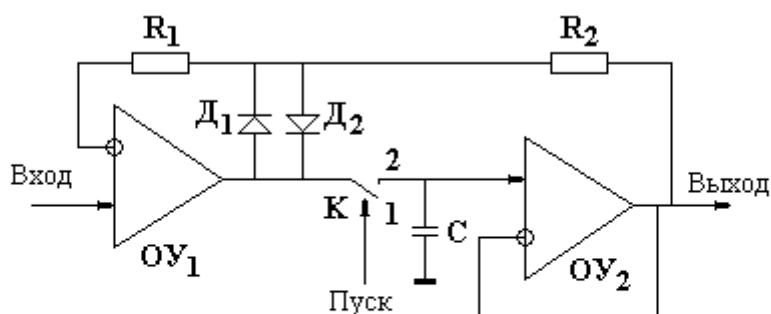 R1 R2
Д1 Д2
Вход 2 Выход
К 1 С
ОУ1 ОУ2
Пуск